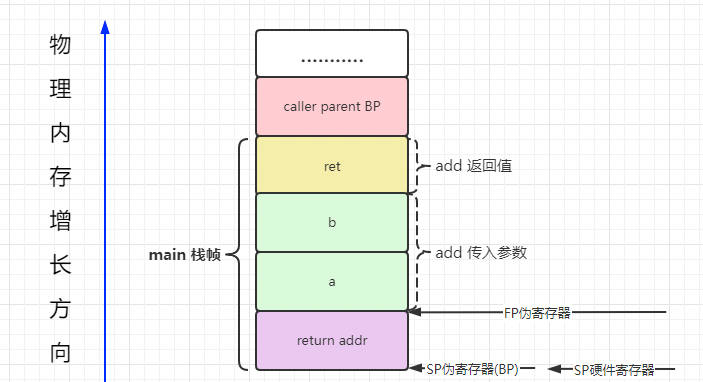 物理内存增长方向
...........
caller parent BP
ret
add 返回值
b
main 栈帧
add 传入参数
a
FP伪寄存器
return addr
SP伪寄存器(BP)
SP硬件寄存器